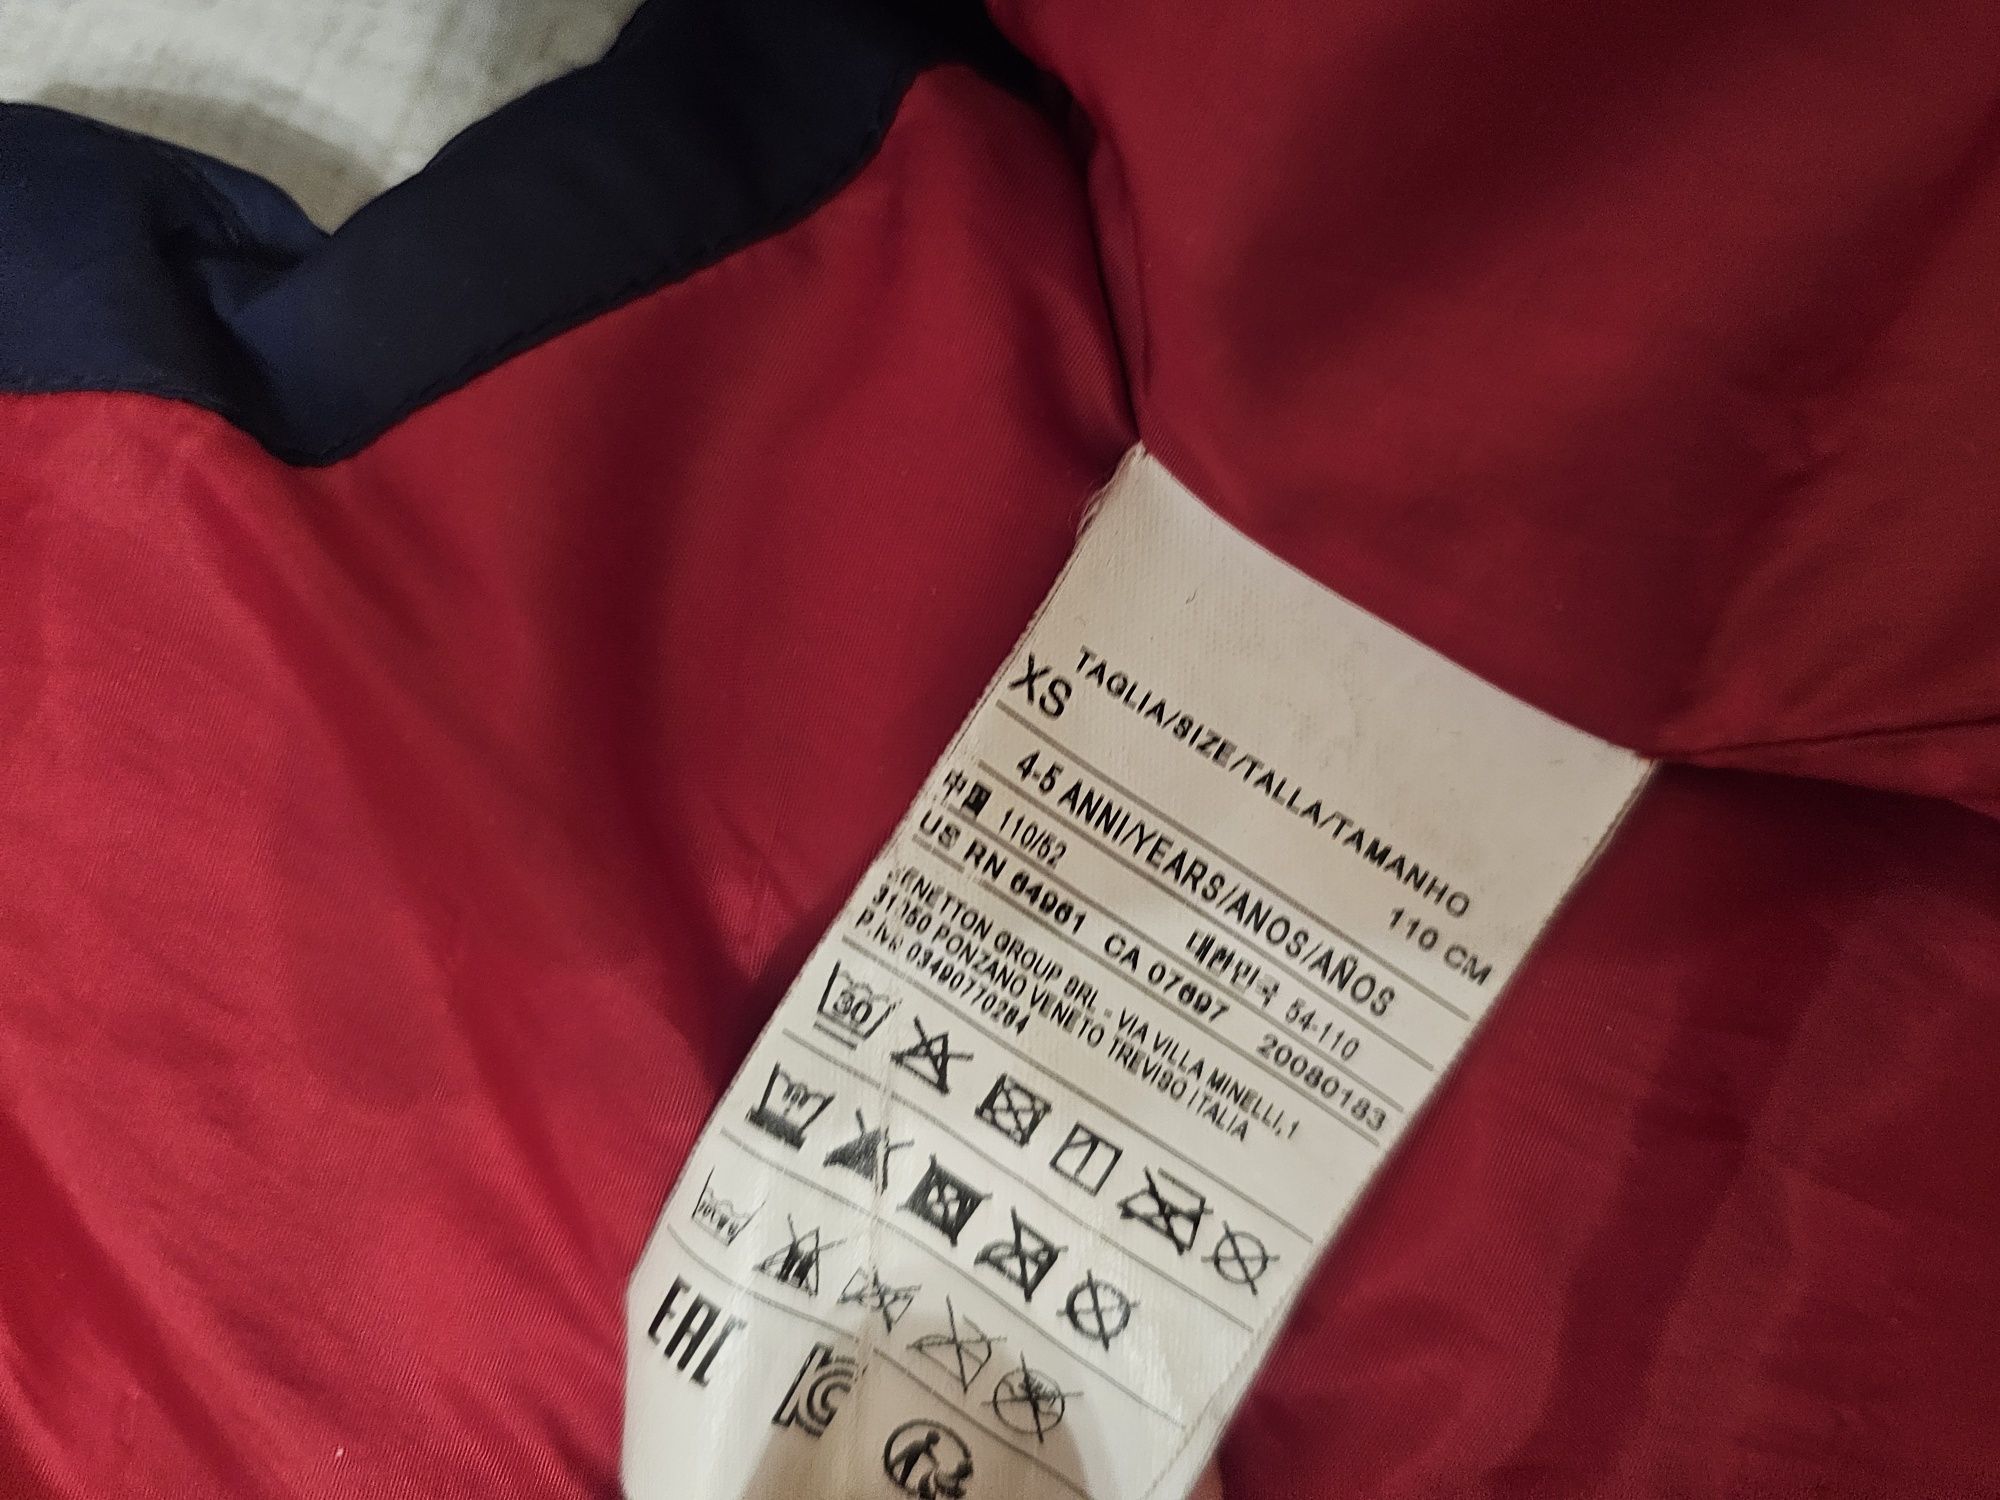 TAGLIA/SIZE/TALLA/TAMANHO
XS 110 CM
4-5 ANNI/YEARS/ANOS/AÑOS
中国 110/52 대한민국 54-110
US RN 64961 CA 07697 20080183
BENETTON GROUP SRL - VIA VILLA MINELLI,1
31050 PONZANO VENETO TREVISO ITALIA
P.IVA 03490770264
30
EAC